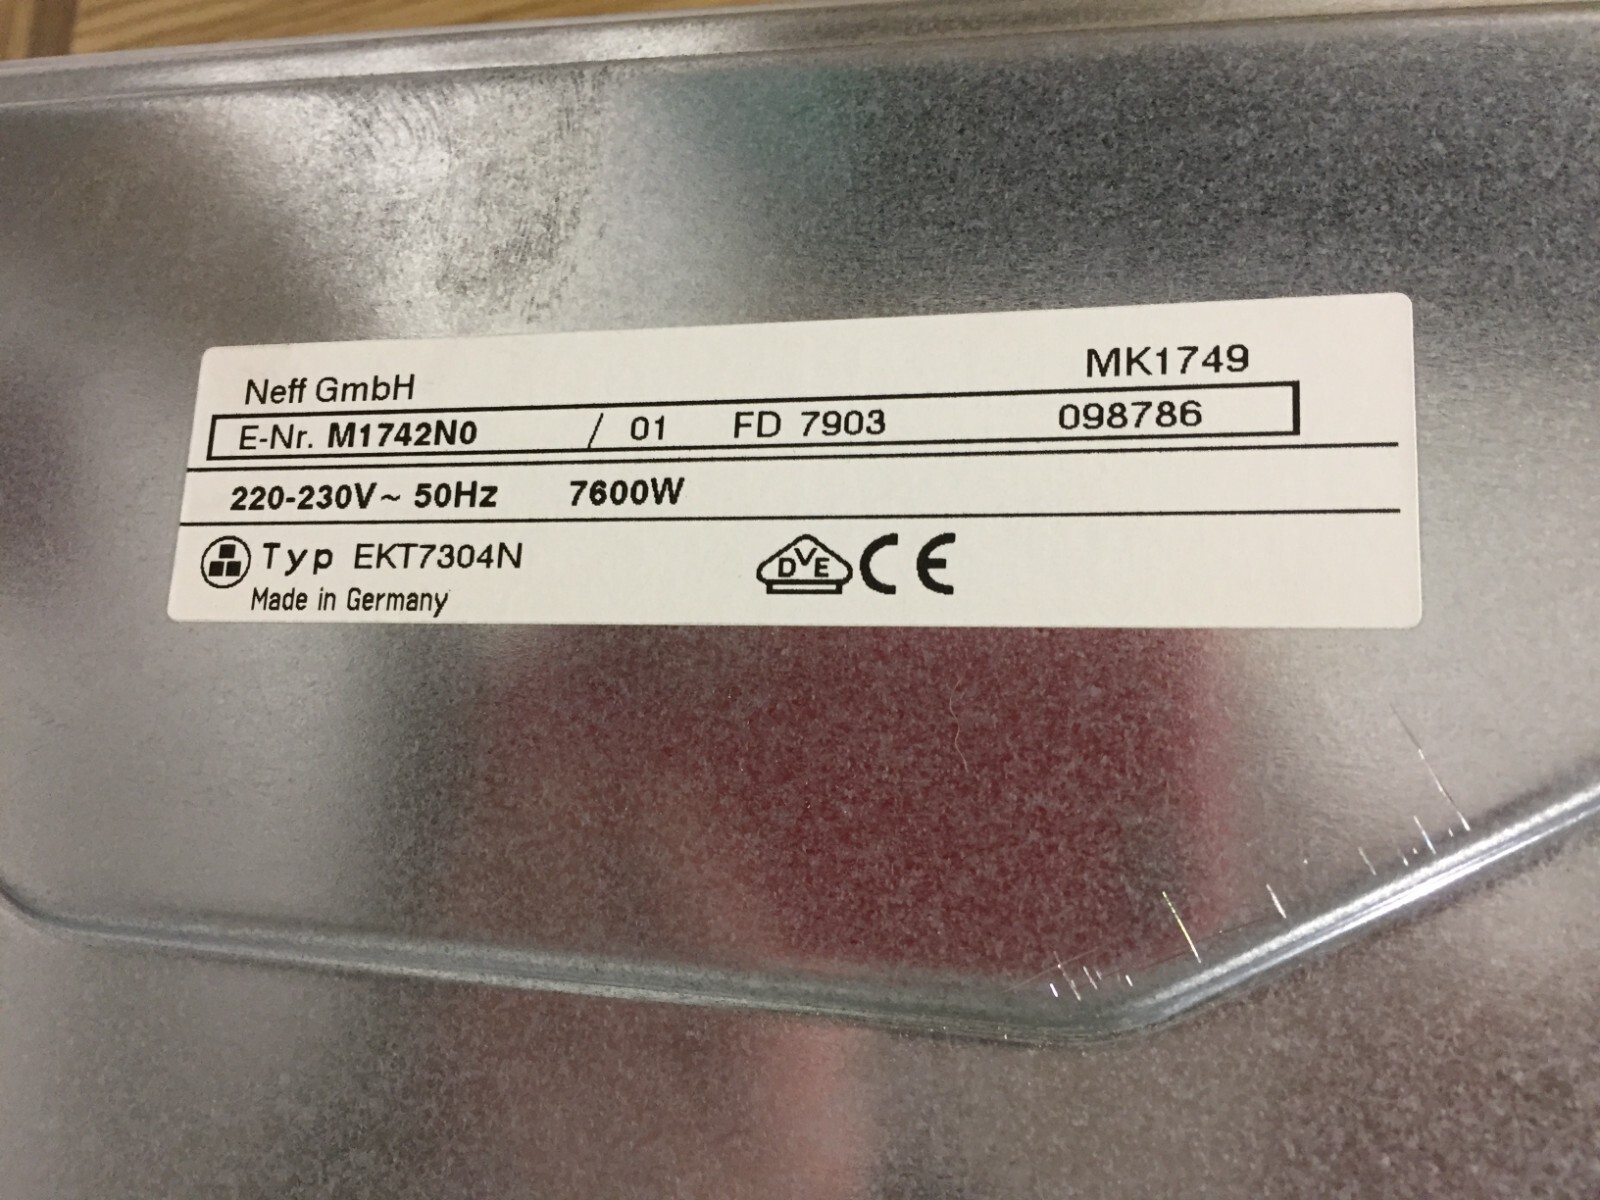 Neff GmbH MK1749
E-Nr. M1742N0 / 01 FD 7903 098786
220-230V~ 50Hz 7600W
Typ EKT7304N DVE CE
Made in Germany